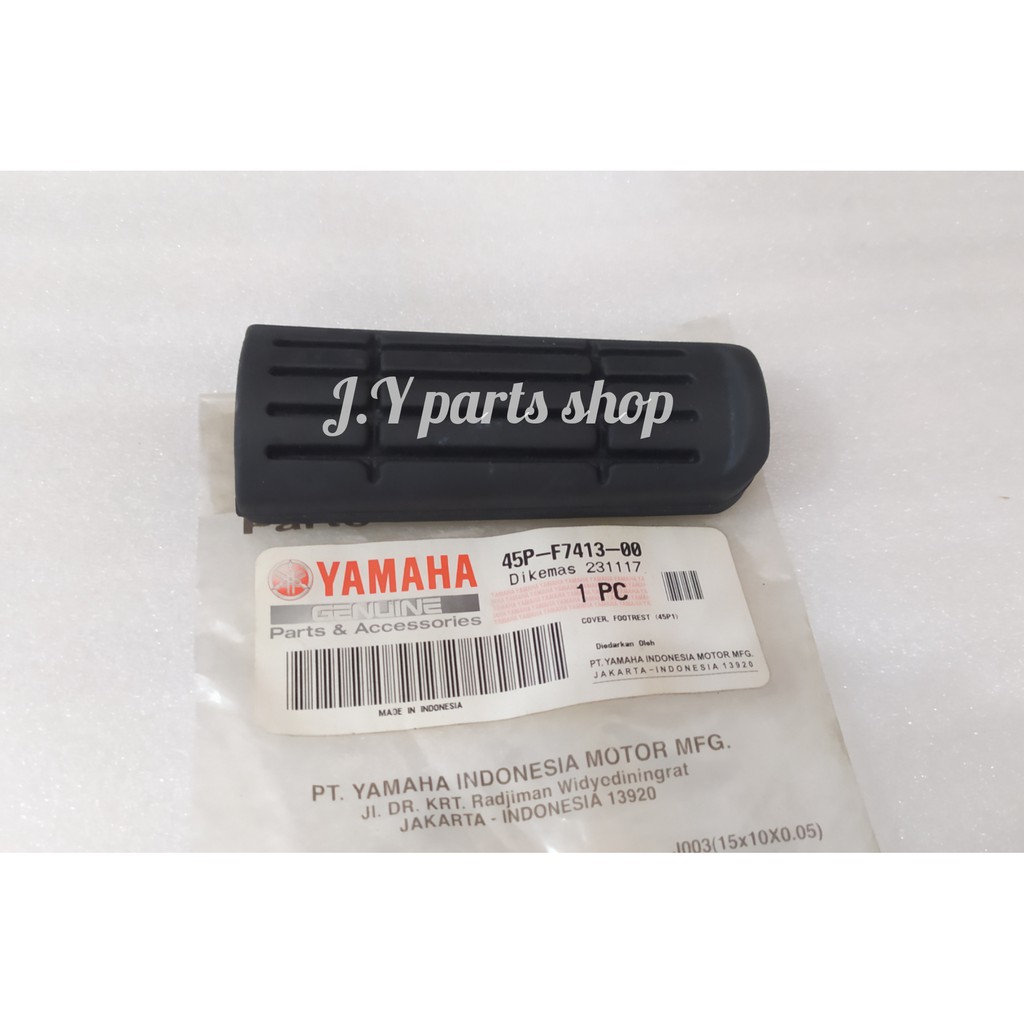 J.Y parts shop
Parts
YAMAHA
GENUINE
Parts & Accessories
45P-F7413-00
Dikemas 231117
1 PC
COVER, FOOTREST (45P1)
Diedarkan Oleh
PT. YAMAHA INDONESIA MOTOR MFG.
JAKARTA-INDONESIA 13920
MADE IN INDONESIA
PT. YAMAHA INDONESIA MOTOR MFG.
Jl. DR. KRT. Radjiman Widyodiningrat
JAKARTA - INDONESIA 13920
J003(15x10X0.05)